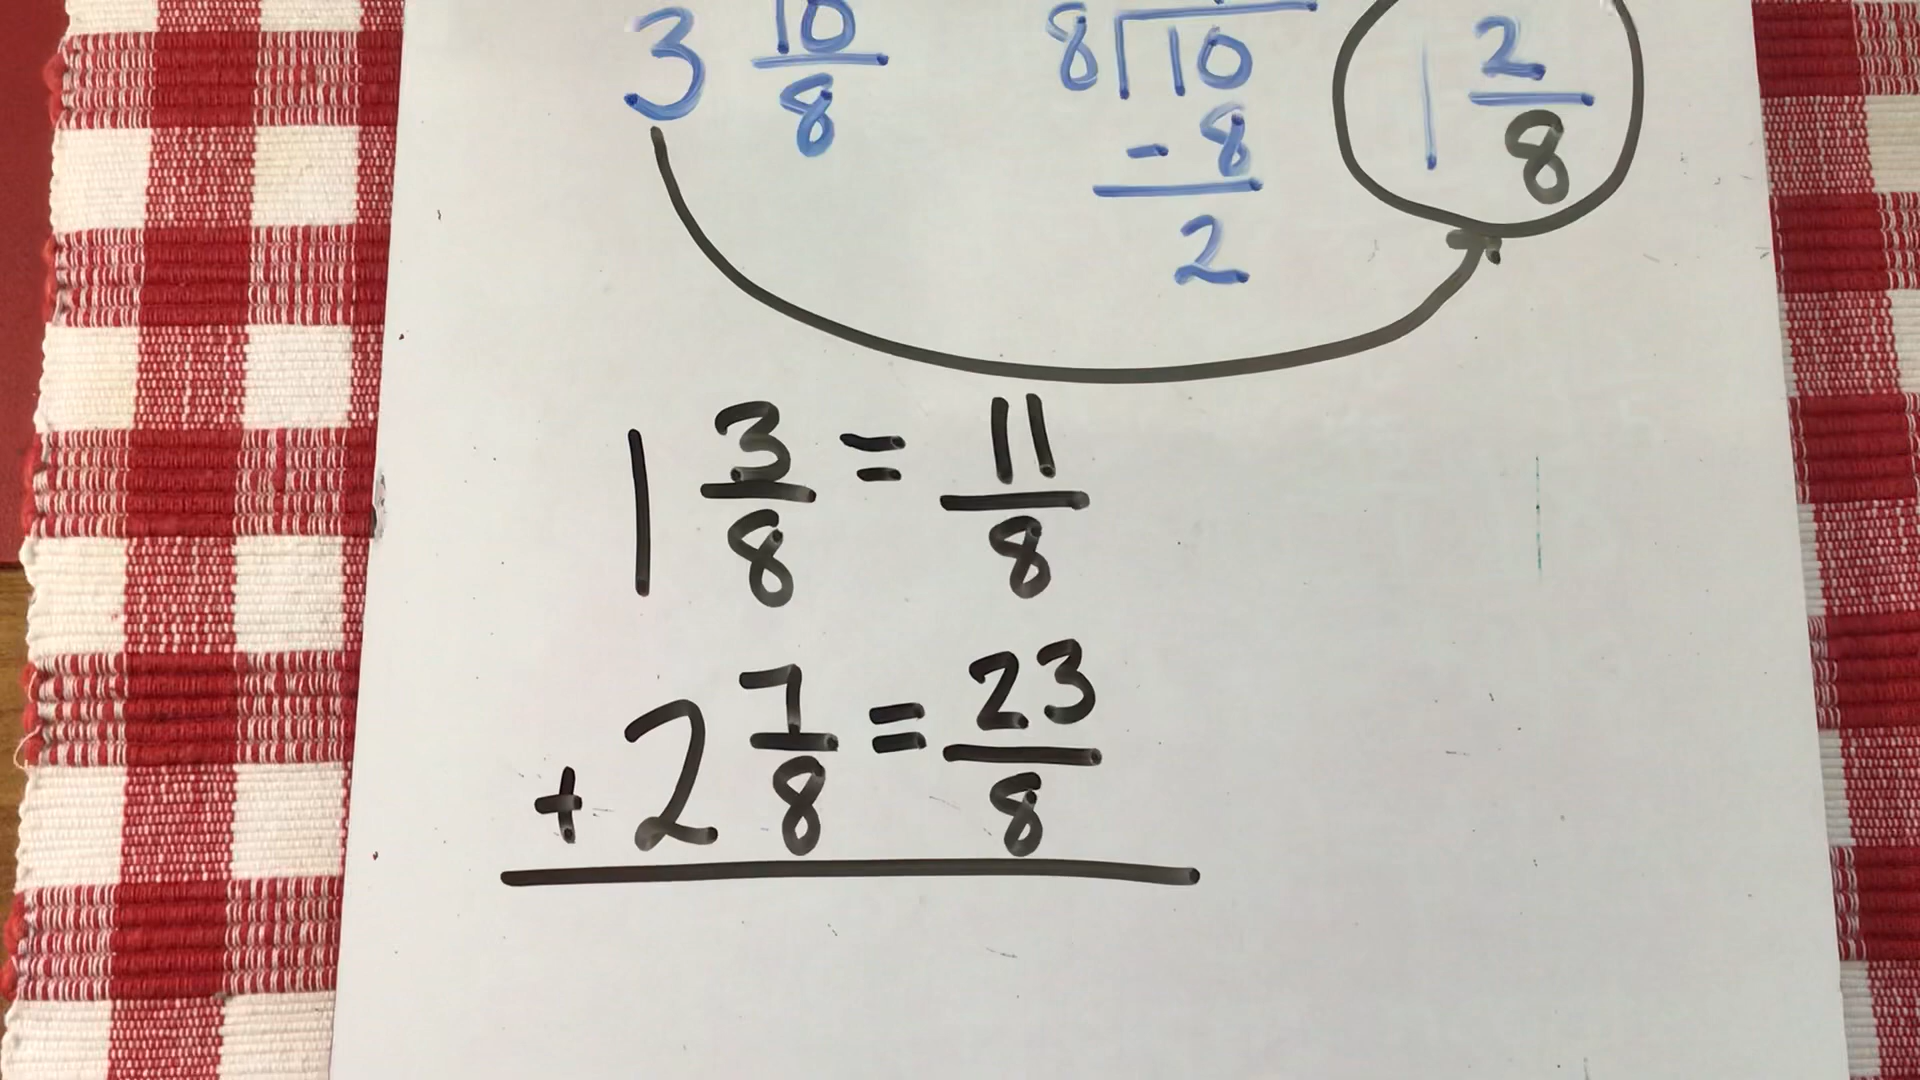 3 10/8
8 10
- 8
2
1 2/8
1 3/8 = 11/8
+ 2 7/8 = 23/8